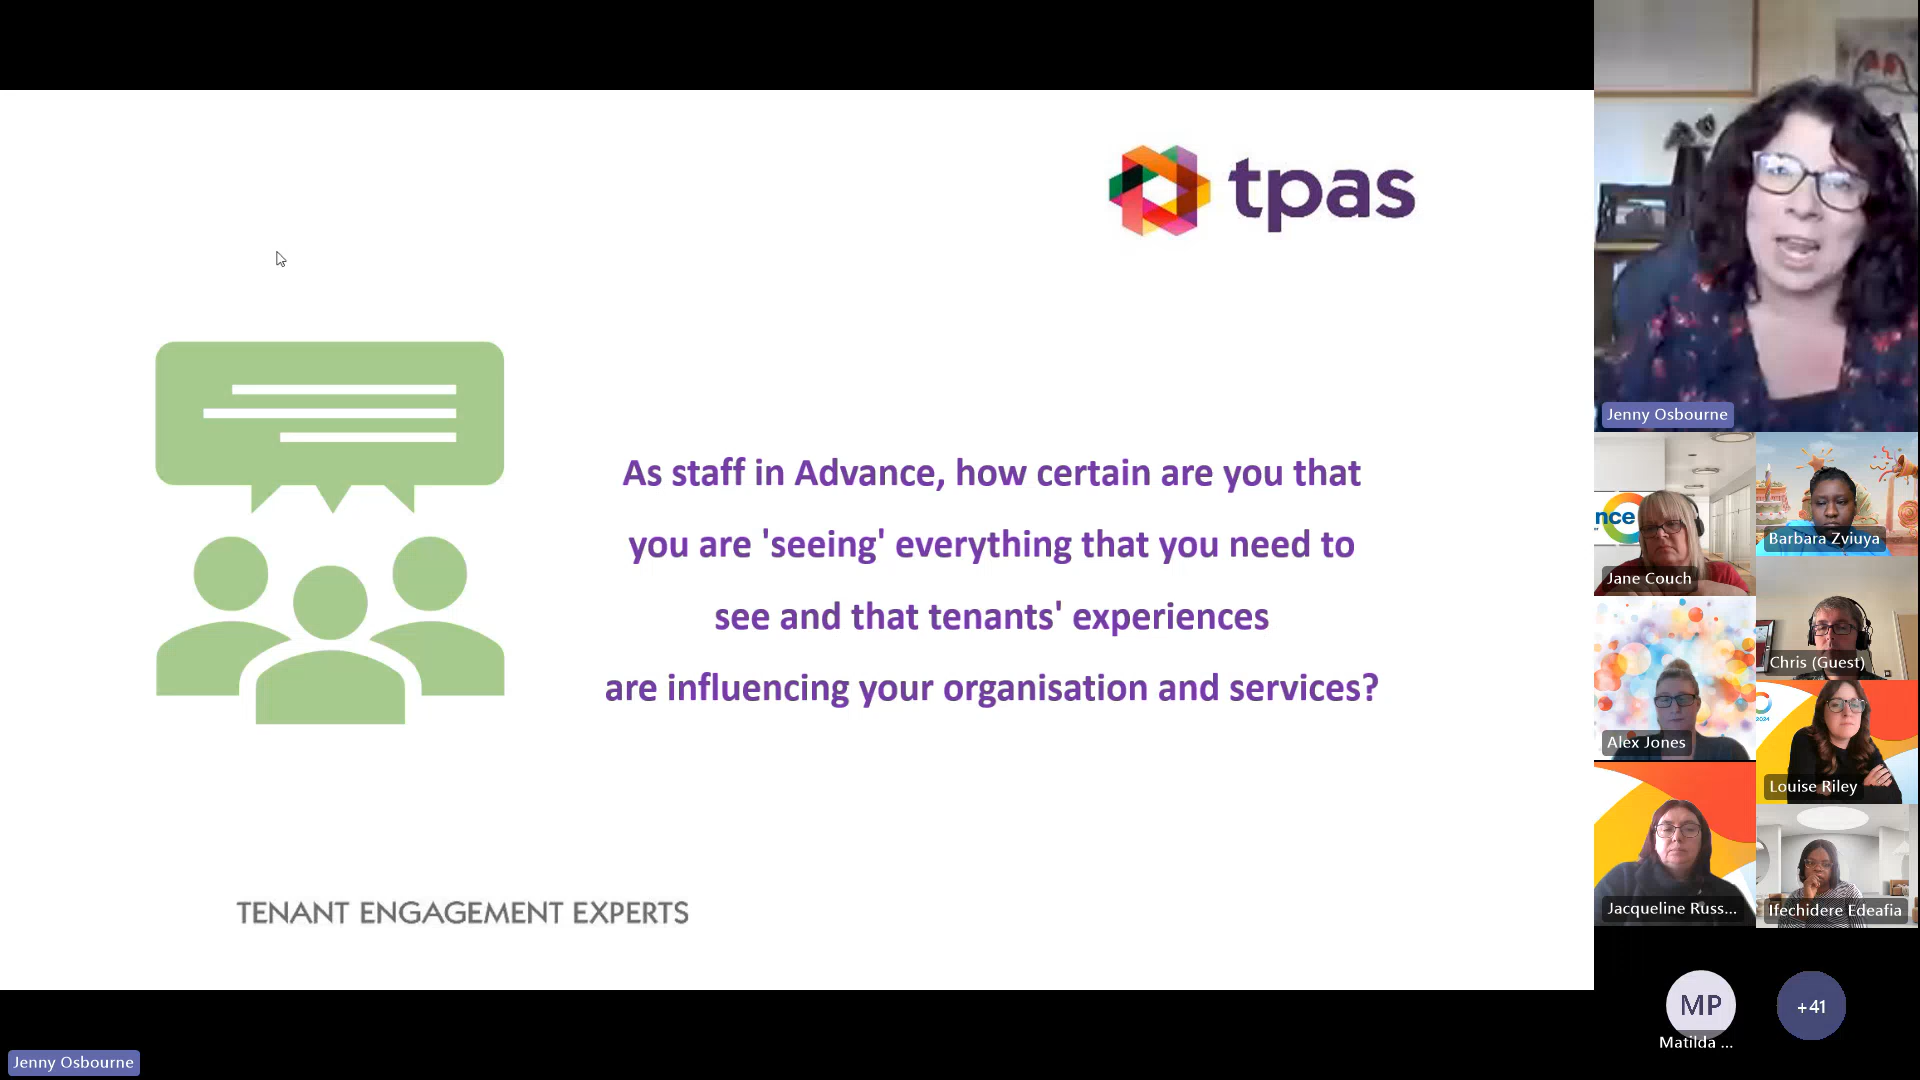 tpas
As staff in Advance, how certain are you that
you are 'seeing' everything that you need to
see and that tenants' experiences
are influencing your organisation and services?
TENANT ENGAGEMENT EXPERTS
Jenny Osbourne
Jenny Osbourne
nce
Jane Couch
Barbara Zviuya
Chris (Guest)
Alex Jones
2024
Louise Riley
Jacqueline Russ...
Ifechidere Edeafia
MP
+41
Matilda ...